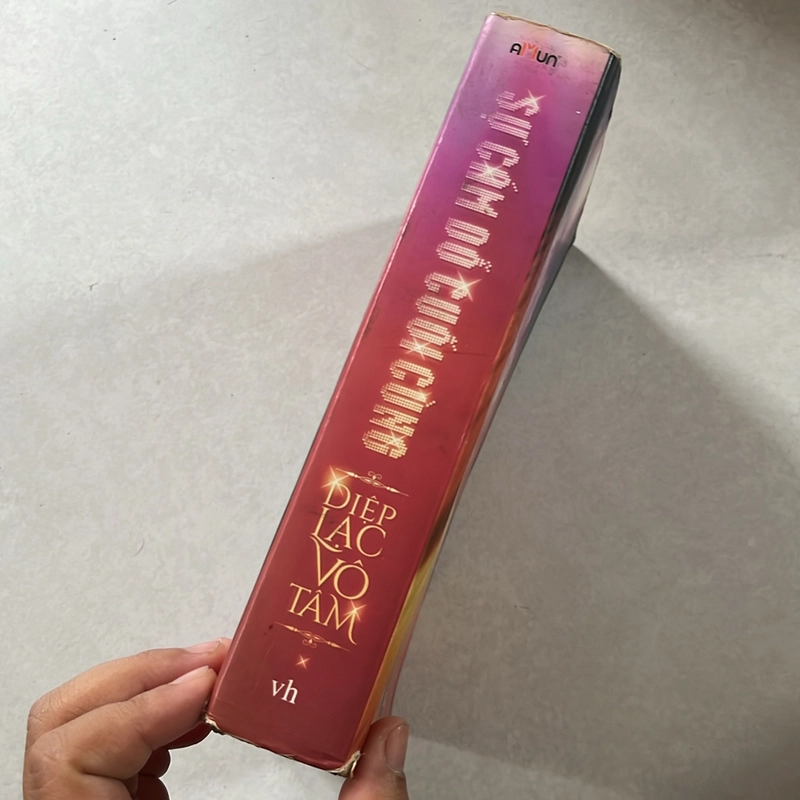 AMUN
SỰ CÁM DỖ CUỐI CÙNG
DIỆP
LẠC
VÔ
TÂM
vh